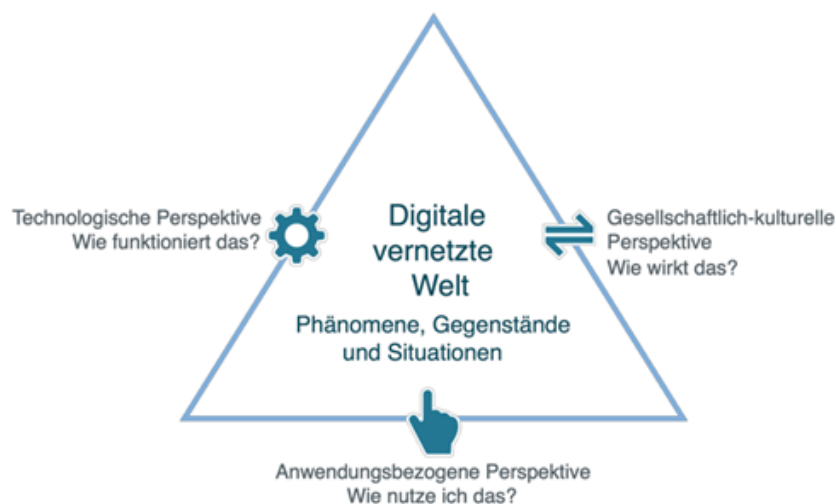 Technologische Perspektive
Wie funktioniert das?
Digitale
vernetzte
Welt
Phänomene, Gegenstände
und Situationen
Gesellschaftlich-kulturelle
Perspektive
Wie wirkt das?
Anwendungsbezogene Perspektive
Wie nutze ich das?